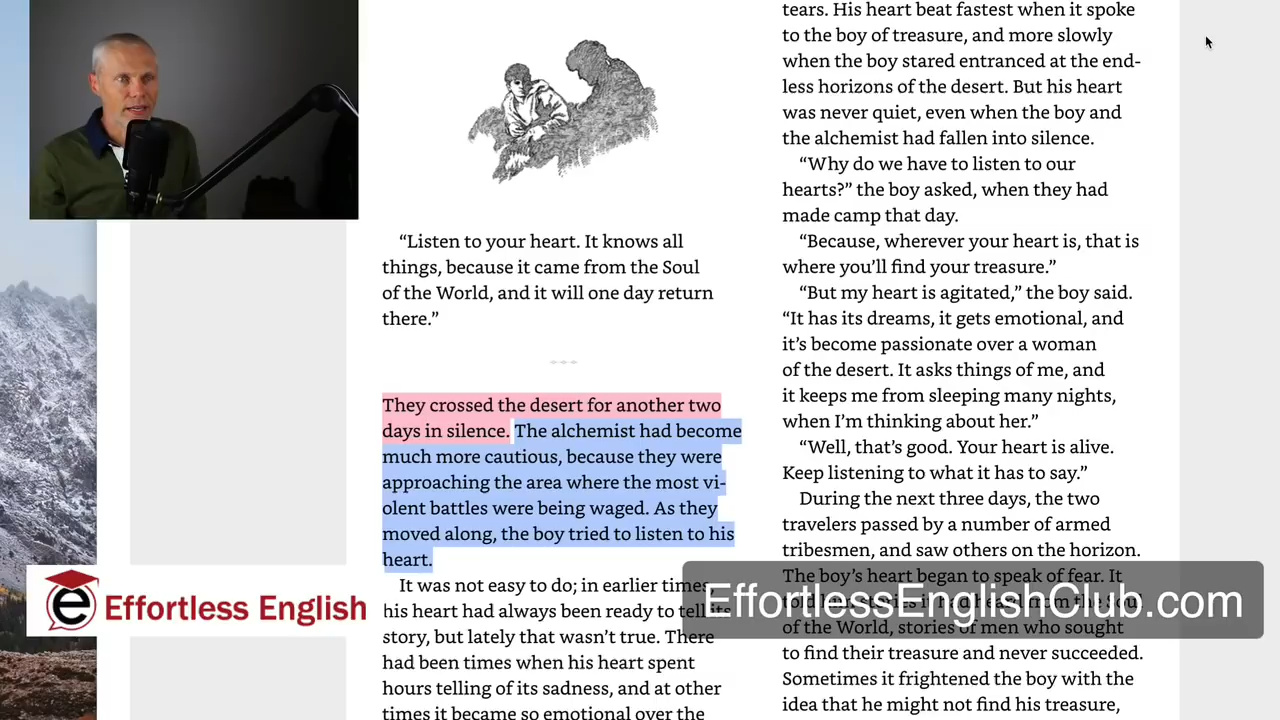 “Listen to your heart. It knows all
things, because it came from the Soul
of the World, and it will one day return
there.”
They crossed the desert for another two
days in silence. The alchemist had become
much more cautious, because they were
approaching the area where the most vi-
olent battles were being waged. As they
moved along, the boy tried to listen to his
heart.
It was not easy to do; in earlier times,
his heart had always been ready to tell its
story, but lately that wasn’t true. There
had been times when his heart spent
hours telling of its sadness, and at other
times it became so emotional over the
tears. His heart beat fastest when it spoke
to the boy of treasure, and more slowly
when the boy stared entranced at the end-
less horizons of the desert. But his heart
was never quiet, even when the boy and
the alchemist had fallen into silence.
“Why do we have to listen to our
hearts?” the boy asked, when they had
made camp that day.
“Because, wherever your heart is, that is
where you’ll find your treasure.”
“But my heart is agitated,” the boy said.
“It has its dreams, it gets emotional, and
it’s become passionate over a woman
of the desert. It asks things of me, and
it keeps me from sleeping many nights,
when I’m thinking about her.”
“Well, that’s good. Your heart is alive.
Keep listening to what it has to say.”
During the next three days, the two
travelers passed by a number of armed
tribesmen, and saw others on the horizon.
The boy’s heart began to speak of fear. It
told him stories it had heard from the Soul
of the World, stories of men who sought
to find their treasure and never succeeded.
Sometimes it frightened the boy with the
idea that he might not find his treasure,
e Effortless English
EffortlessEnglishClub.com